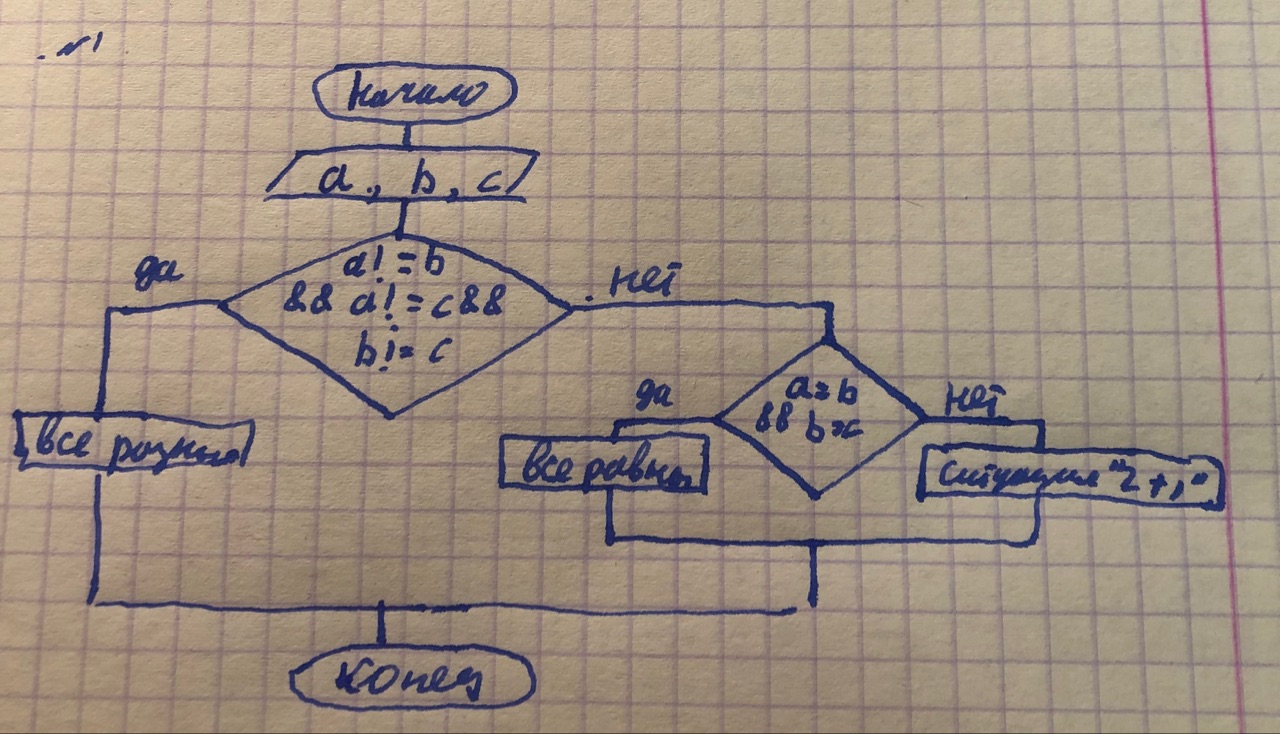 №1
Начало
a, b, c
да
a! = b
нет
&& a! = c &&
b! = c
да
a = b
нет
&& b = c
все разные
все равны
ситуация "2 + 1"
Конец